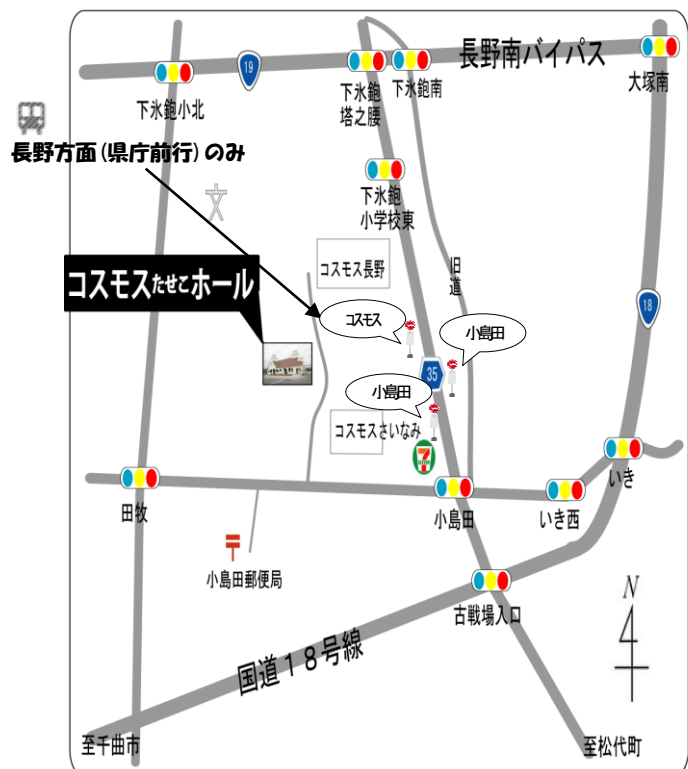 19
長野南バイパス
大塚南
下氷鉋小北
下氷鉋
塔之腰
下氷鉋南
長野方面(県庁前行)のみ
下氷鉋
小学校東
コスモス長野
旧道
コスモスたせこホール
18
コスモス
小島田
35
小島田
コスモスさいなみ
7
いき
田牧
小島田
いき西
小島田郵便局
古戦場入口
N
国道18号線
至千曲市
至松代町